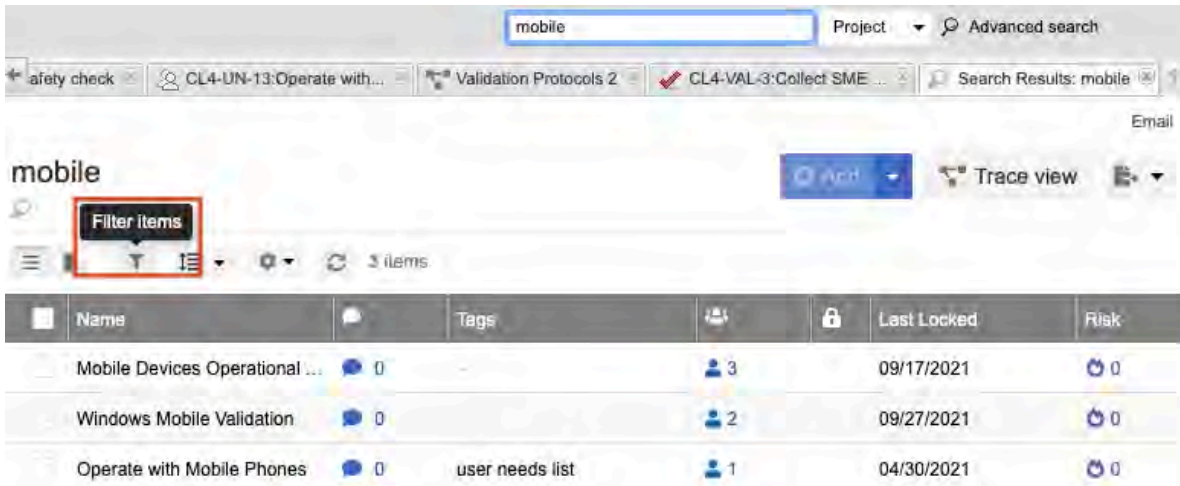 mobile Project Advanced search
afety check CL4-UN-13:Operate with... Validation Protocols 2 CL4-VAL-3:Collect SME ... Search Results: mobile
Email
mobile
Add Trace view
Filter items
3 items
Name Tags Last Locked Risk
Mobile Devices Operational ... 0 - 3 09/17/2021 0
Windows Mobile Validation 0 2 09/27/2021 0
Operate with Mobile Phones 0 user needs list 1 04/30/2021 0